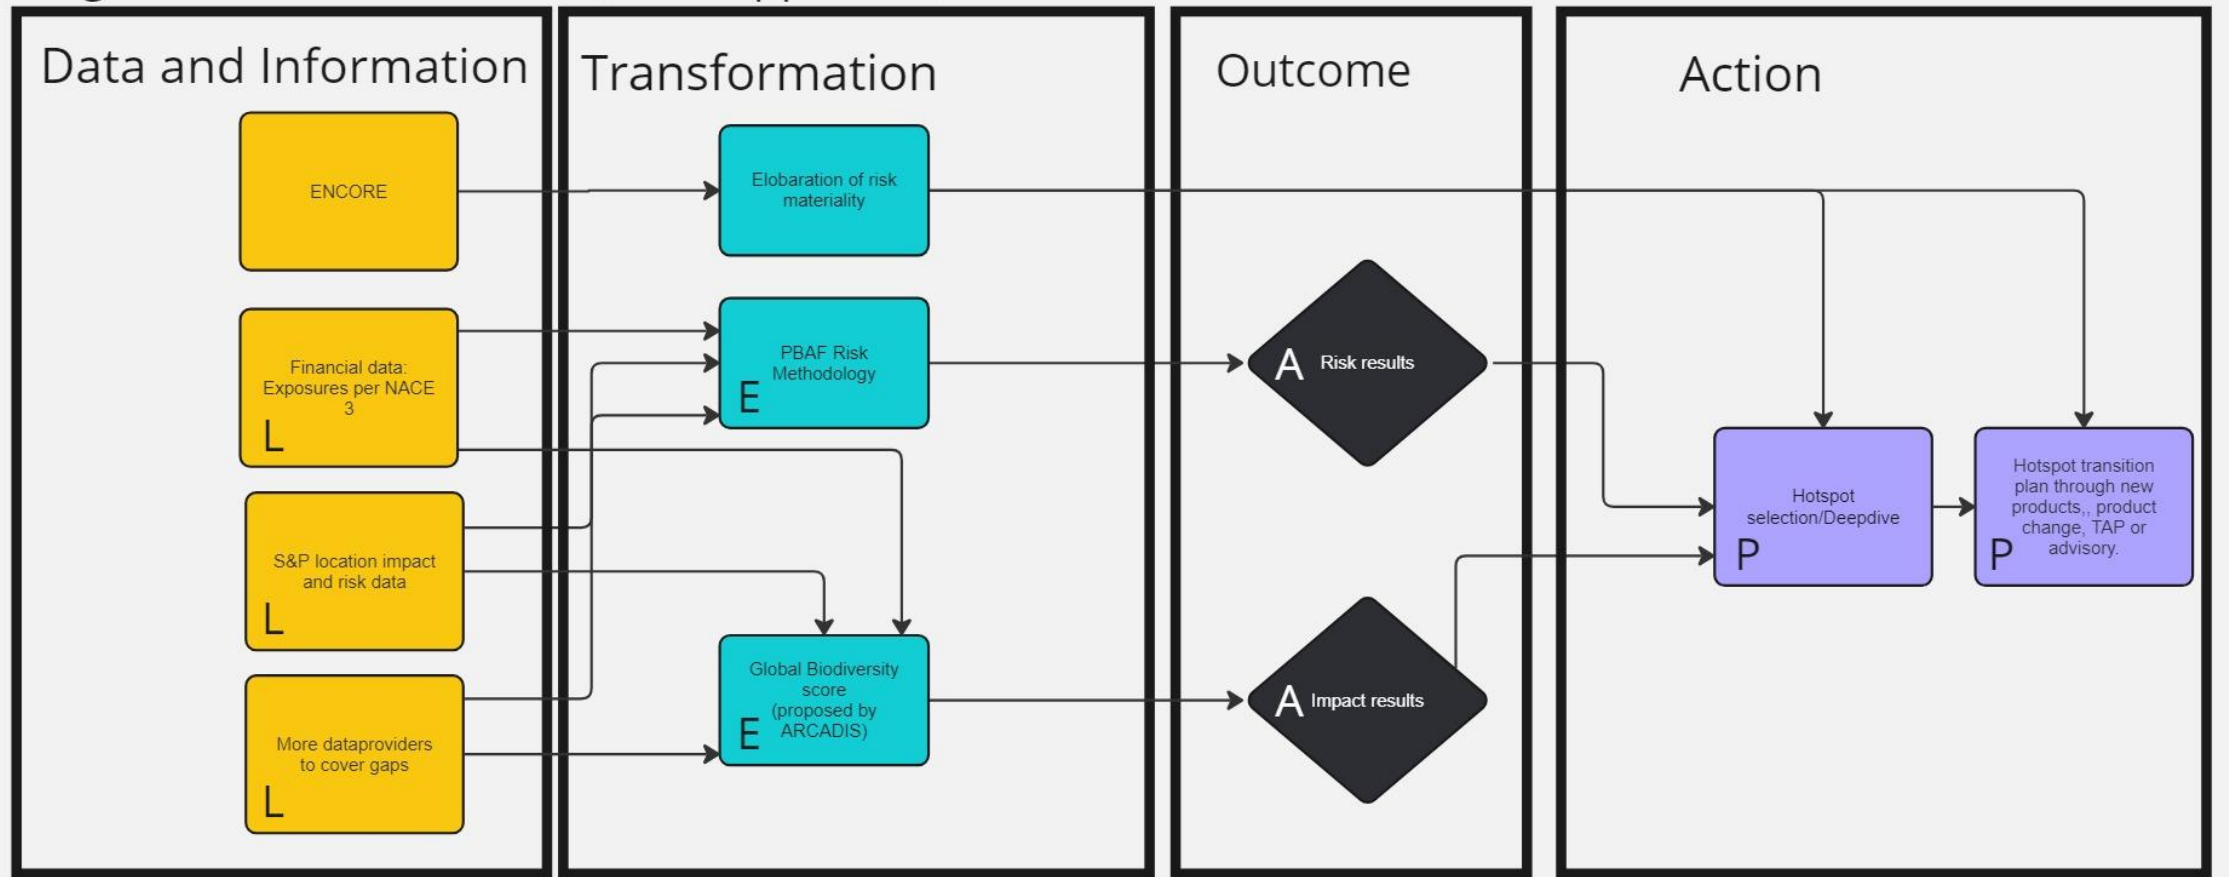 Data and Information
Transformation
Outcome
Action
ENCORE
Elobaration of risk
materiality
Financial data:
Exposures per NACE
3
L
PBAF Risk
Methodology
E
A Risk results
S&P location impact
and risk data
L
Hotspot
selection/Deepdive
P
Hotspot transition
plan through new
products,, product
change, TAP or
advisory.
P
More dataproviders
to cover gaps
L
Global Biodiversity
score
(proposed by
ARCADIS)
E
A Impact results